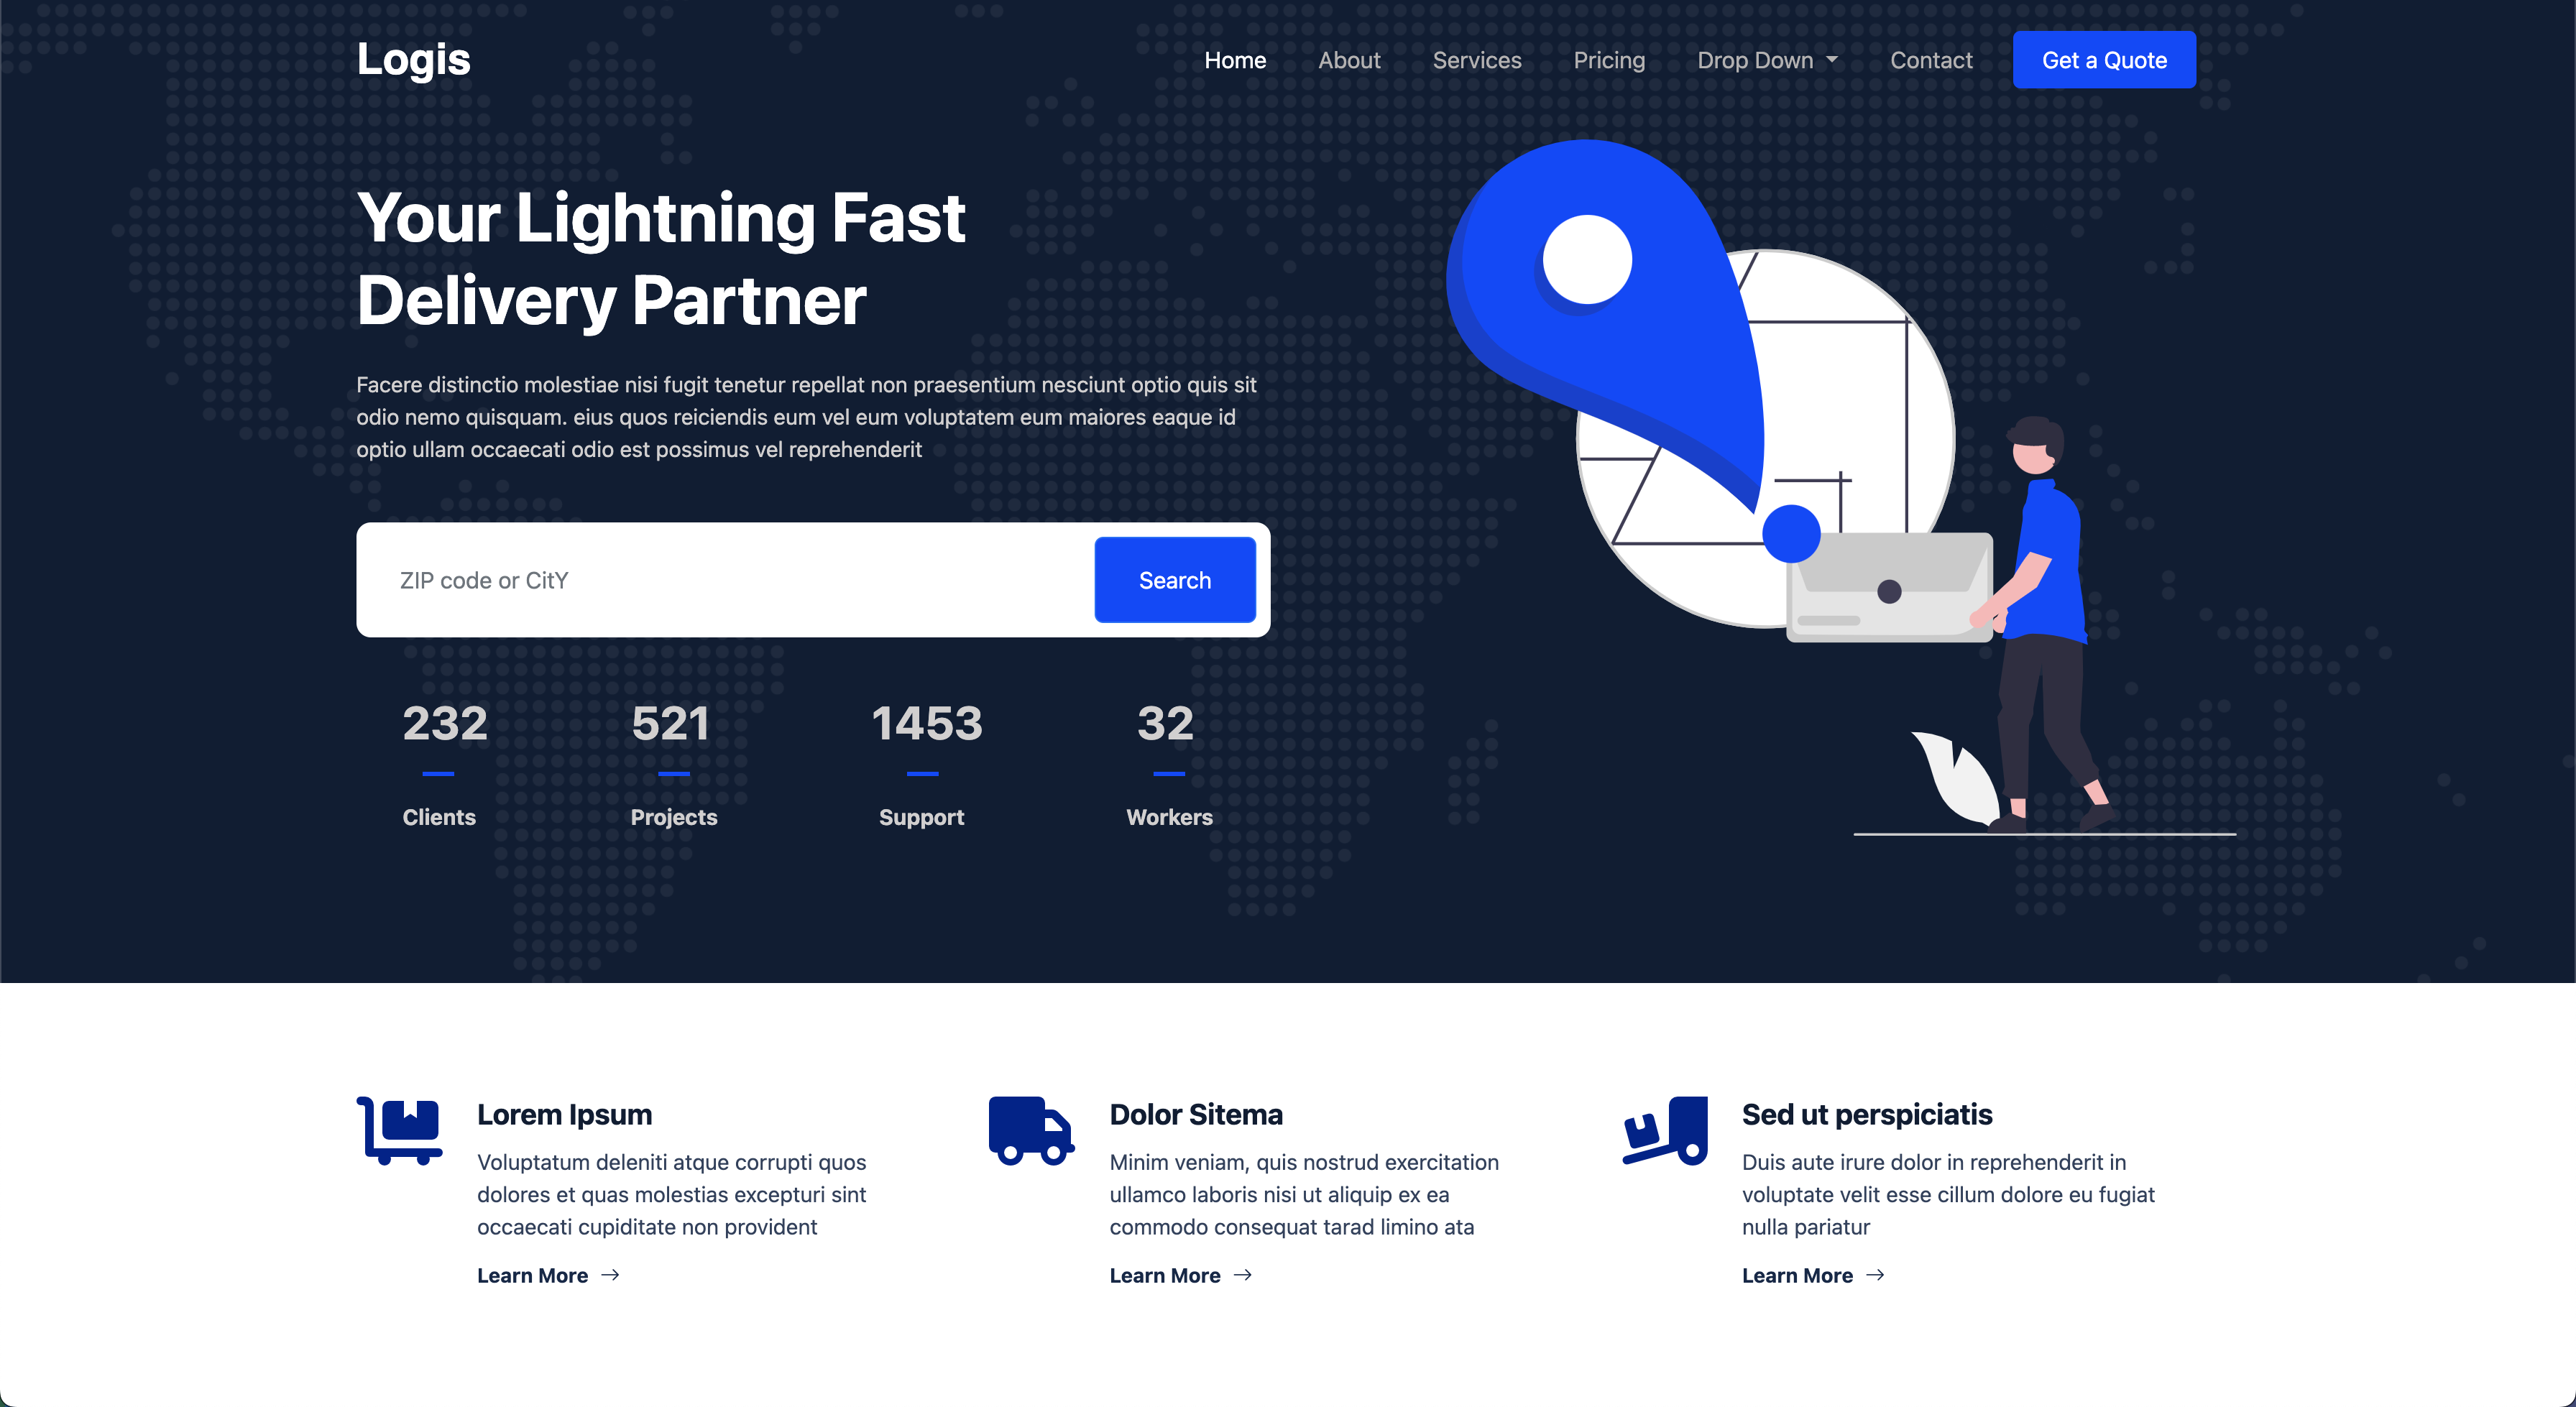 Logis
Home About Services Pricing Drop Down Contact Get a Quote
Your Lightning Fast
Delivery Partner
Facere distinctio molestiae nisi fugit tenetur repellat non praesentium nesciunt optio quis sit
odio nemo quisquam. eius quos reiciendis eum vel eum voluptatem eum maiores eaque id
optio ullam occaecati odio est possimus vel reprehenderit
ZIP code or CitY Search
232 521 1453 32
Clients Projects Support Workers
Lorem Ipsum
Voluptatum deleniti atque corrupti quos
dolores et quas molestias excepturi sint
occaecati cupiditate non provident
Learn More
Dolor Sitema
Minim veniam, quis nostrud exercitation
ullamco laboris nisi ut aliquip ex ea
commodo consequat tarad limino ata
Learn More
Sed ut perspiciatis
Duis aute irure dolor in reprehenderit in
voluptate velit esse cillum dolore eu fugiat
nulla pariatur
Learn More